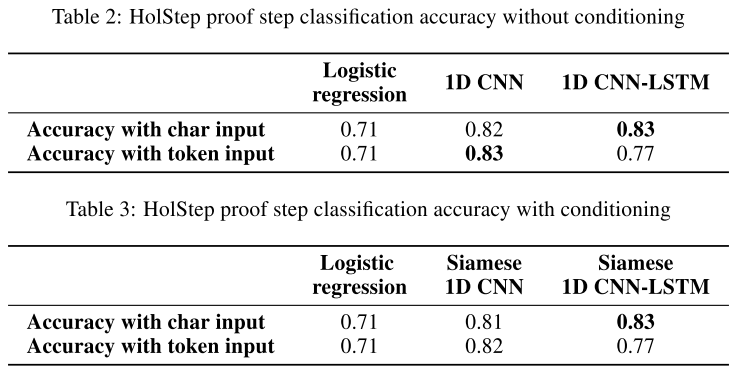 Table 2: HolStep proof step classification accuracy without conditioning
Logistic regression 1D CNN 1D CNN-LSTM
Accuracy with char input 0.71 0.82 0.83
Accuracy with token input 0.71 0.83 0.77
Table 3: HolStep proof step classification accuracy with conditioning
Logistic Siamese Siamese
regression 1D CNN 1D CNN-LSTM
Accuracy with char input 0.71 0.81 0.83
Accuracy with token input 0.71 0.82 0.77